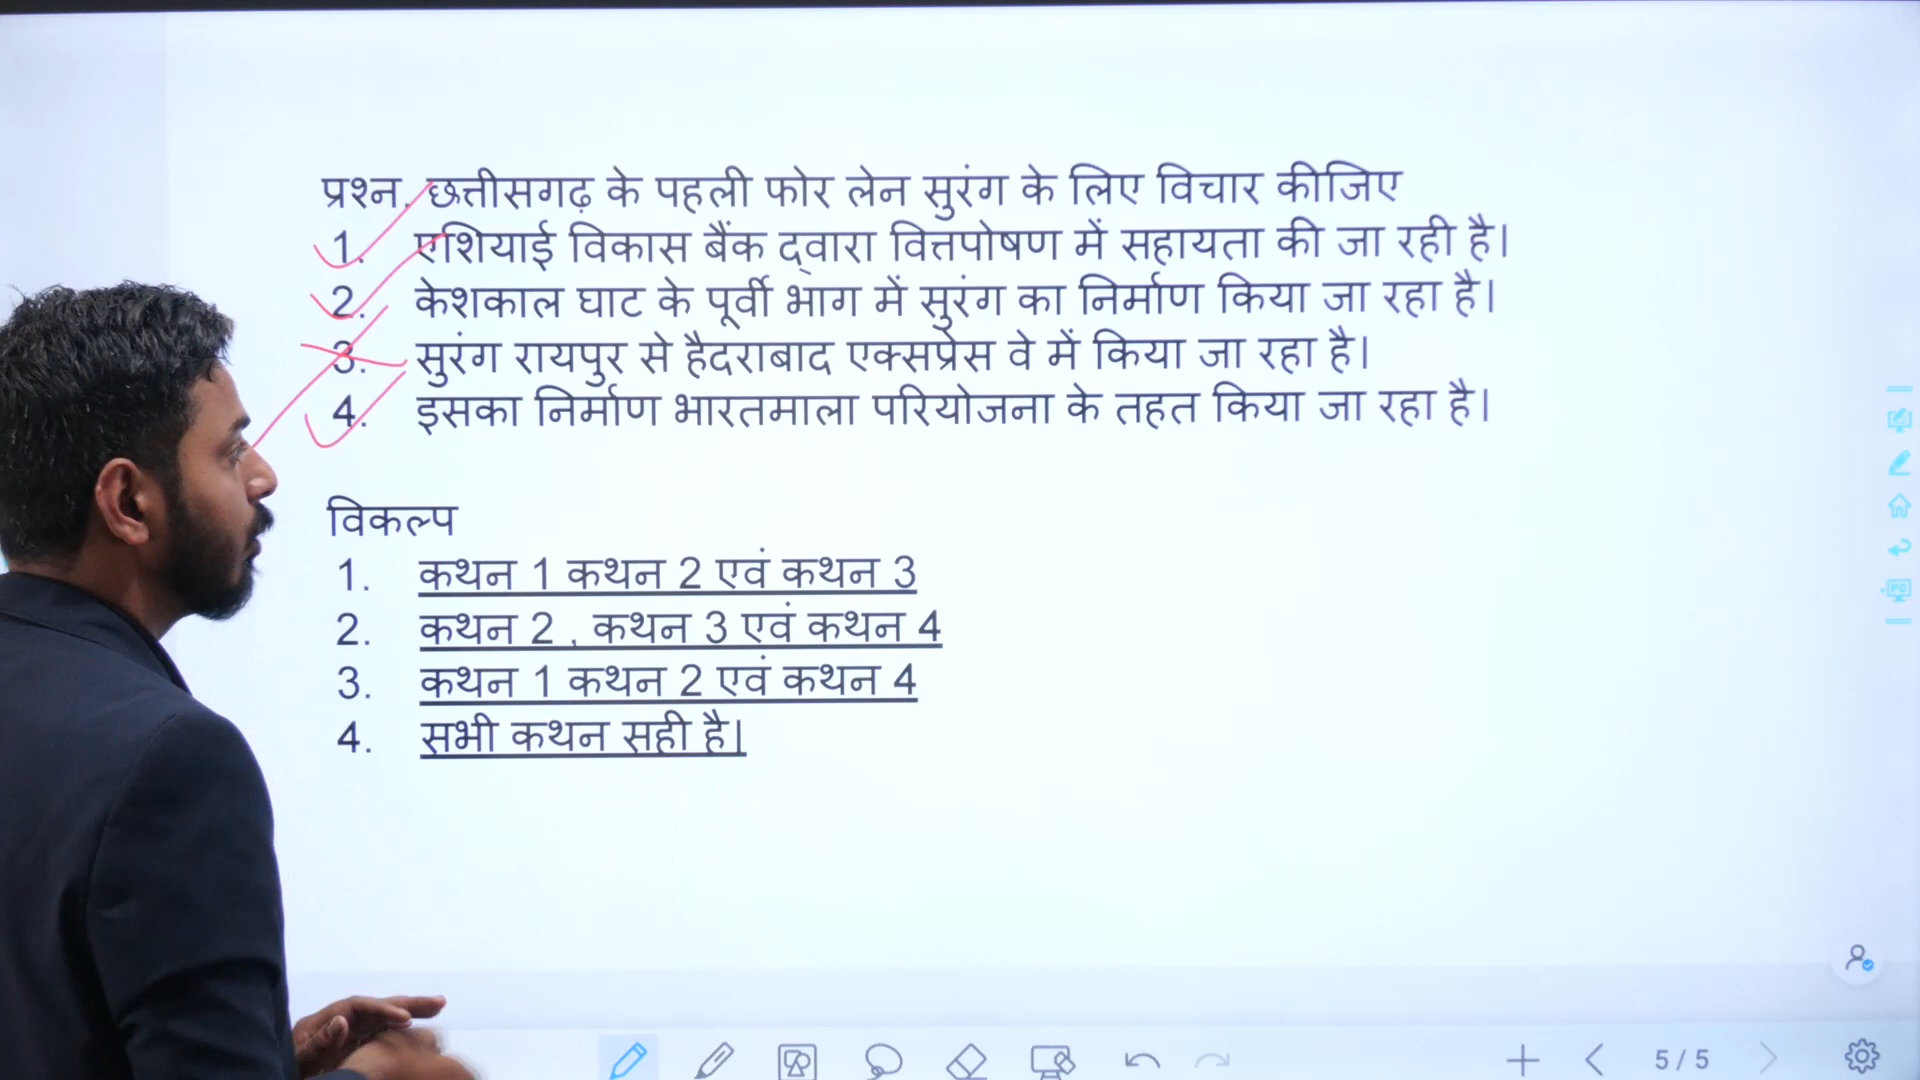 प्रश्न. छत्तीसगढ़ के पहली फोर लेन सुरंग के लिए विचार कीजिए
1. एशियाई विकास बैंक द्वारा वित्तपोषण में सहायता की जा रही है।
2. केशकाल घाट के पूर्वी भाग में सुरंग का निर्माण किया जा रहा है।
3. सुरंग रायपुर से हैदराबाद एक्सप्रेस वे में किया जा रहा है।
4. इसका निर्माण भारतमाला परियोजना के तहत किया जा रहा है।
विकल्प
1. कथन 1 कथन 2 एवं कथन 3
2. कथन 2 , कथन 3 एवं कथन 4
3. कथन 1 कथन 2 एवं कथन 4
4. सभी कथन सही है।
5/5